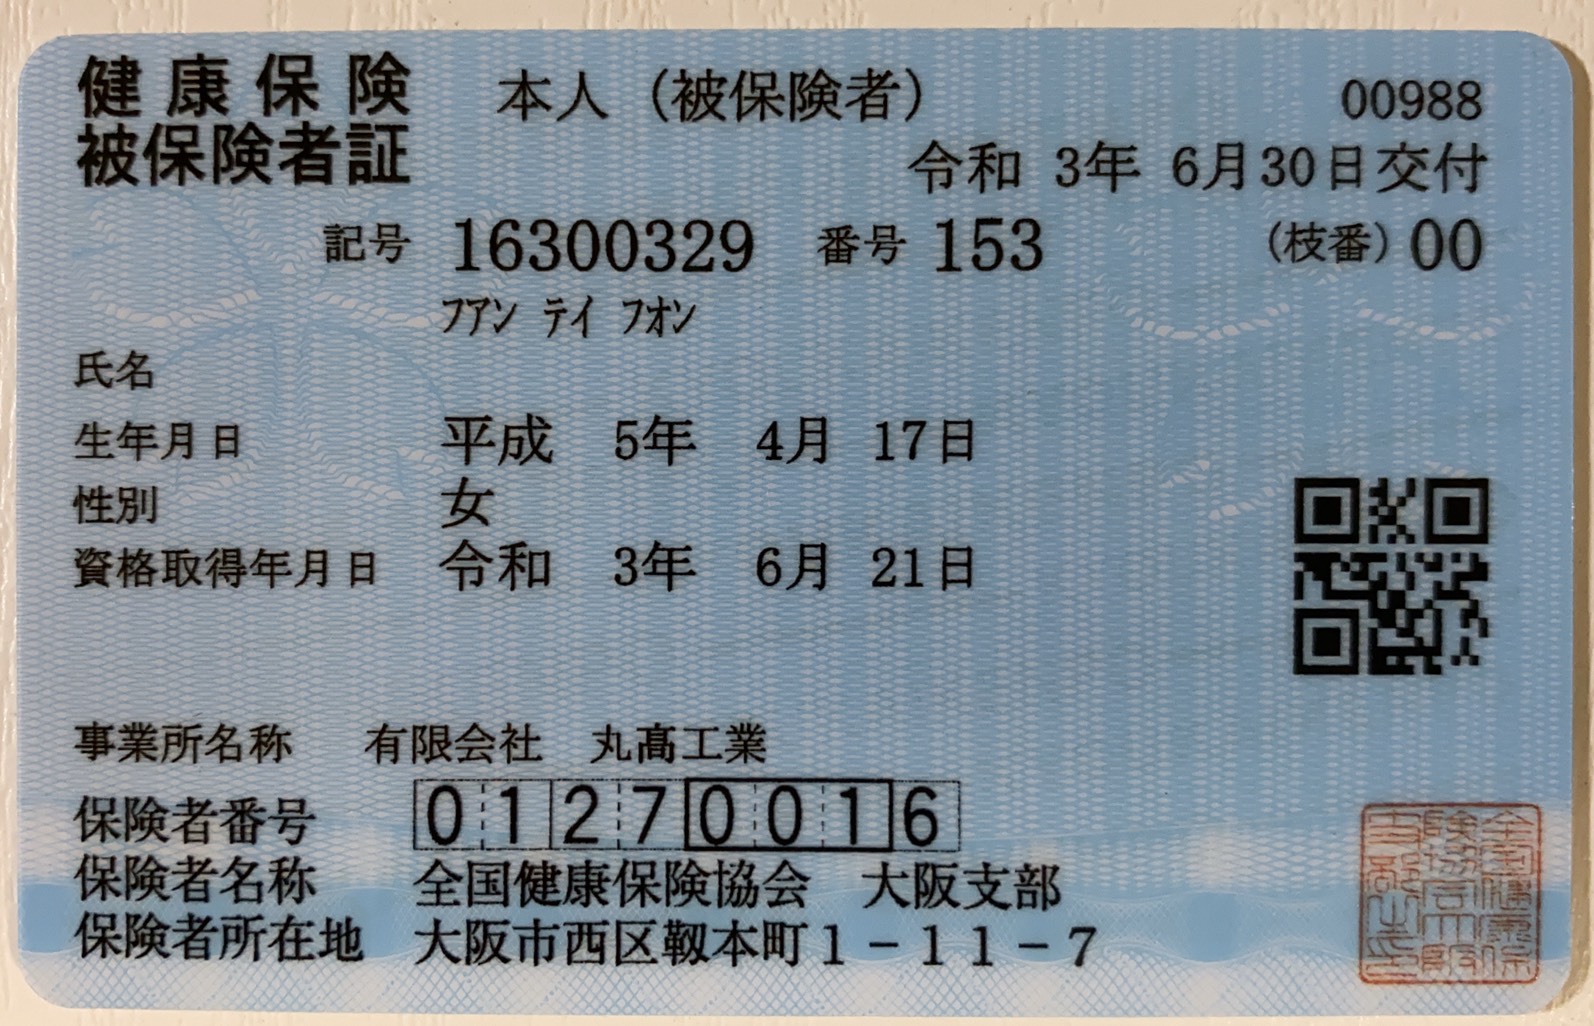 健康保険 本人（被保険者） 00988
被保険者証 令和 3年 6月30日交付
記号 16300329 番号 153 (枝番) 00
ﾌｱﾝ ﾃｲ ﾌｵﾝ
氏名
生年月日 平成 5年 4月 17日
性別 女
資格取得年月日 令和 3年 6月 21日
事業所名称 有限会社 丸髙工業
保険者番号 01270016
保険者名称 全国健康保険協会 大阪支部
保険者所在地 大阪市西区靱本町1－11－7